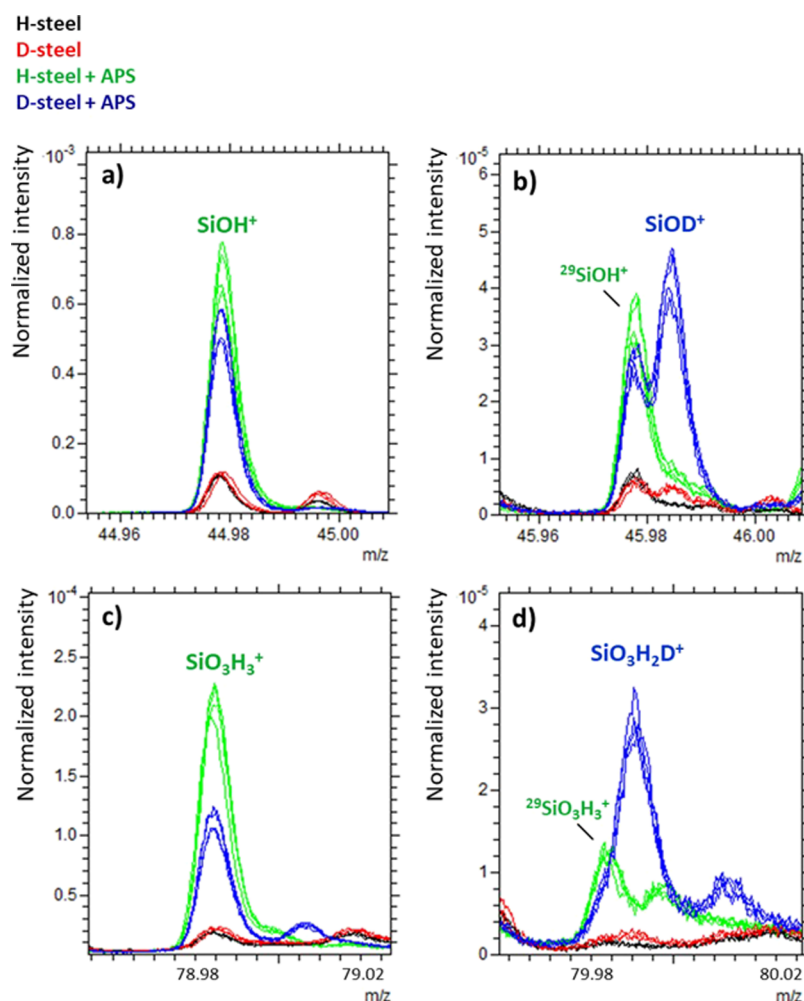 H-steel
D-steel
H-steel + APS
D-steel + APS
a)
10⁻³
Normalized intensity
0.8
0.6
0.4
0.2
0.0
SiOH⁺
44.96
44.98
45.00
m/z
b)
10⁻⁵
Normalized intensity
6
5
4
3
2
1
0
SiOD⁺
²⁹SiOH⁺
45.96
45.98
46.00
m/z
c)
10⁻⁴
Normalized intensity
2.5
2.0
1.5
1.0
0.5
SiO₃H₃⁺
78.98
79.02
m/z
d)
10⁻⁵
Normalized intensity
4
3
2
1
0
SiO₃H₂D⁺
²⁹SiO₃H₃⁺
79.98
80.02
m/z